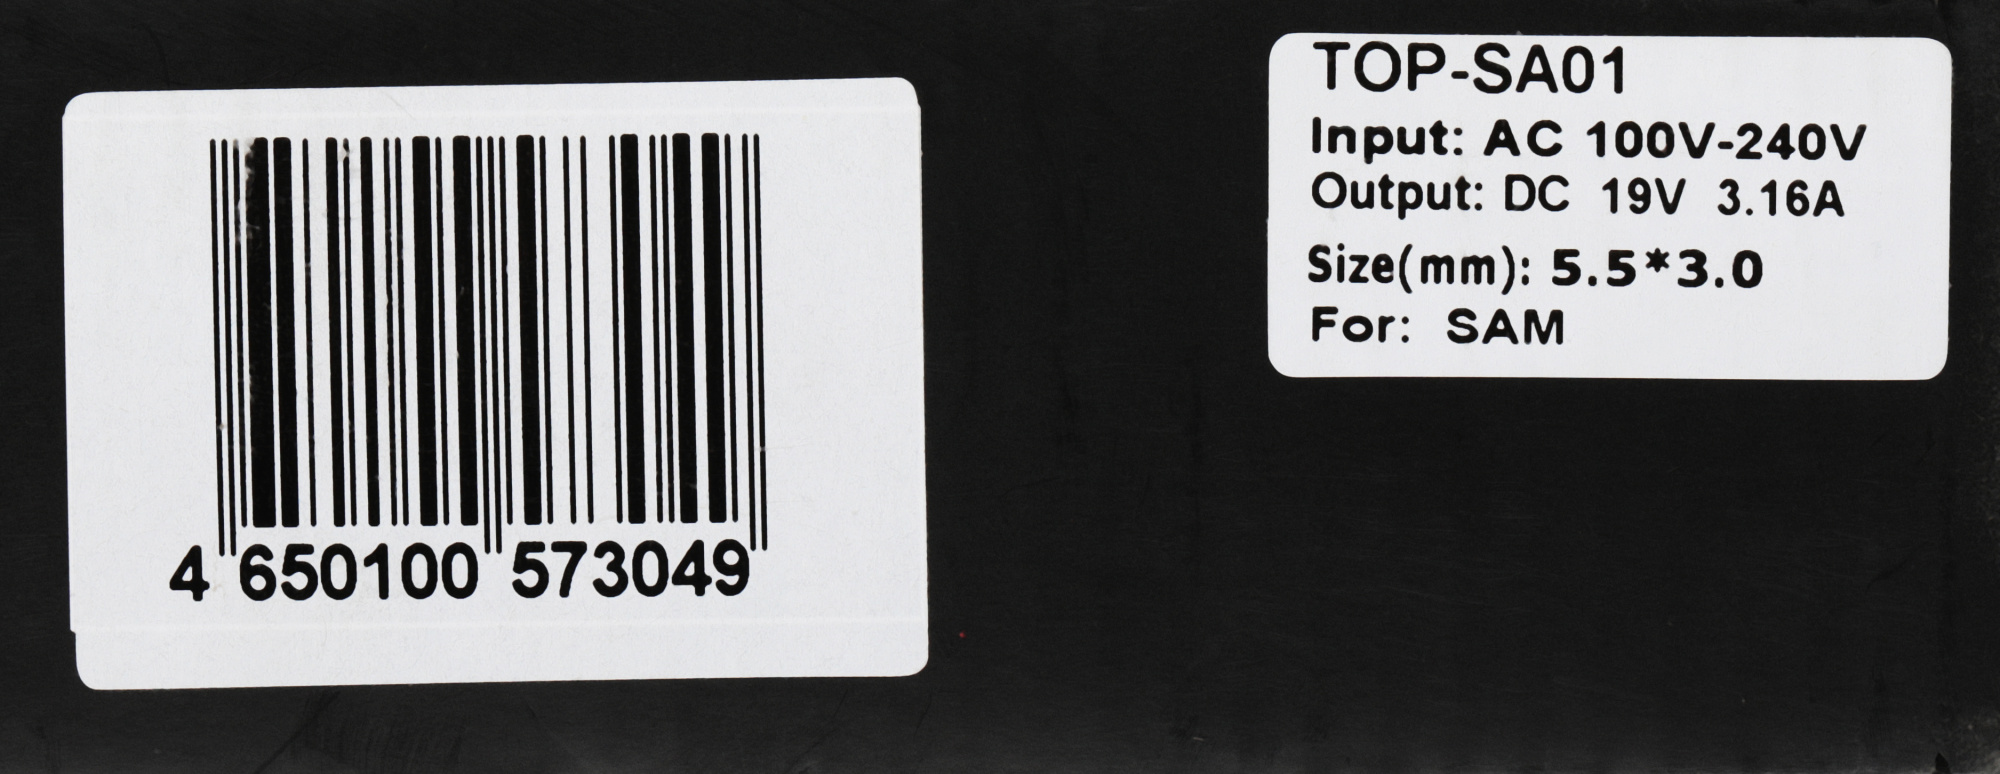 4 650100 573049
TOP-SA01
Input: AC 100V-240V
Output: DC 19V 3.16A
Size(mm): 5.5*3.0
For: SAM